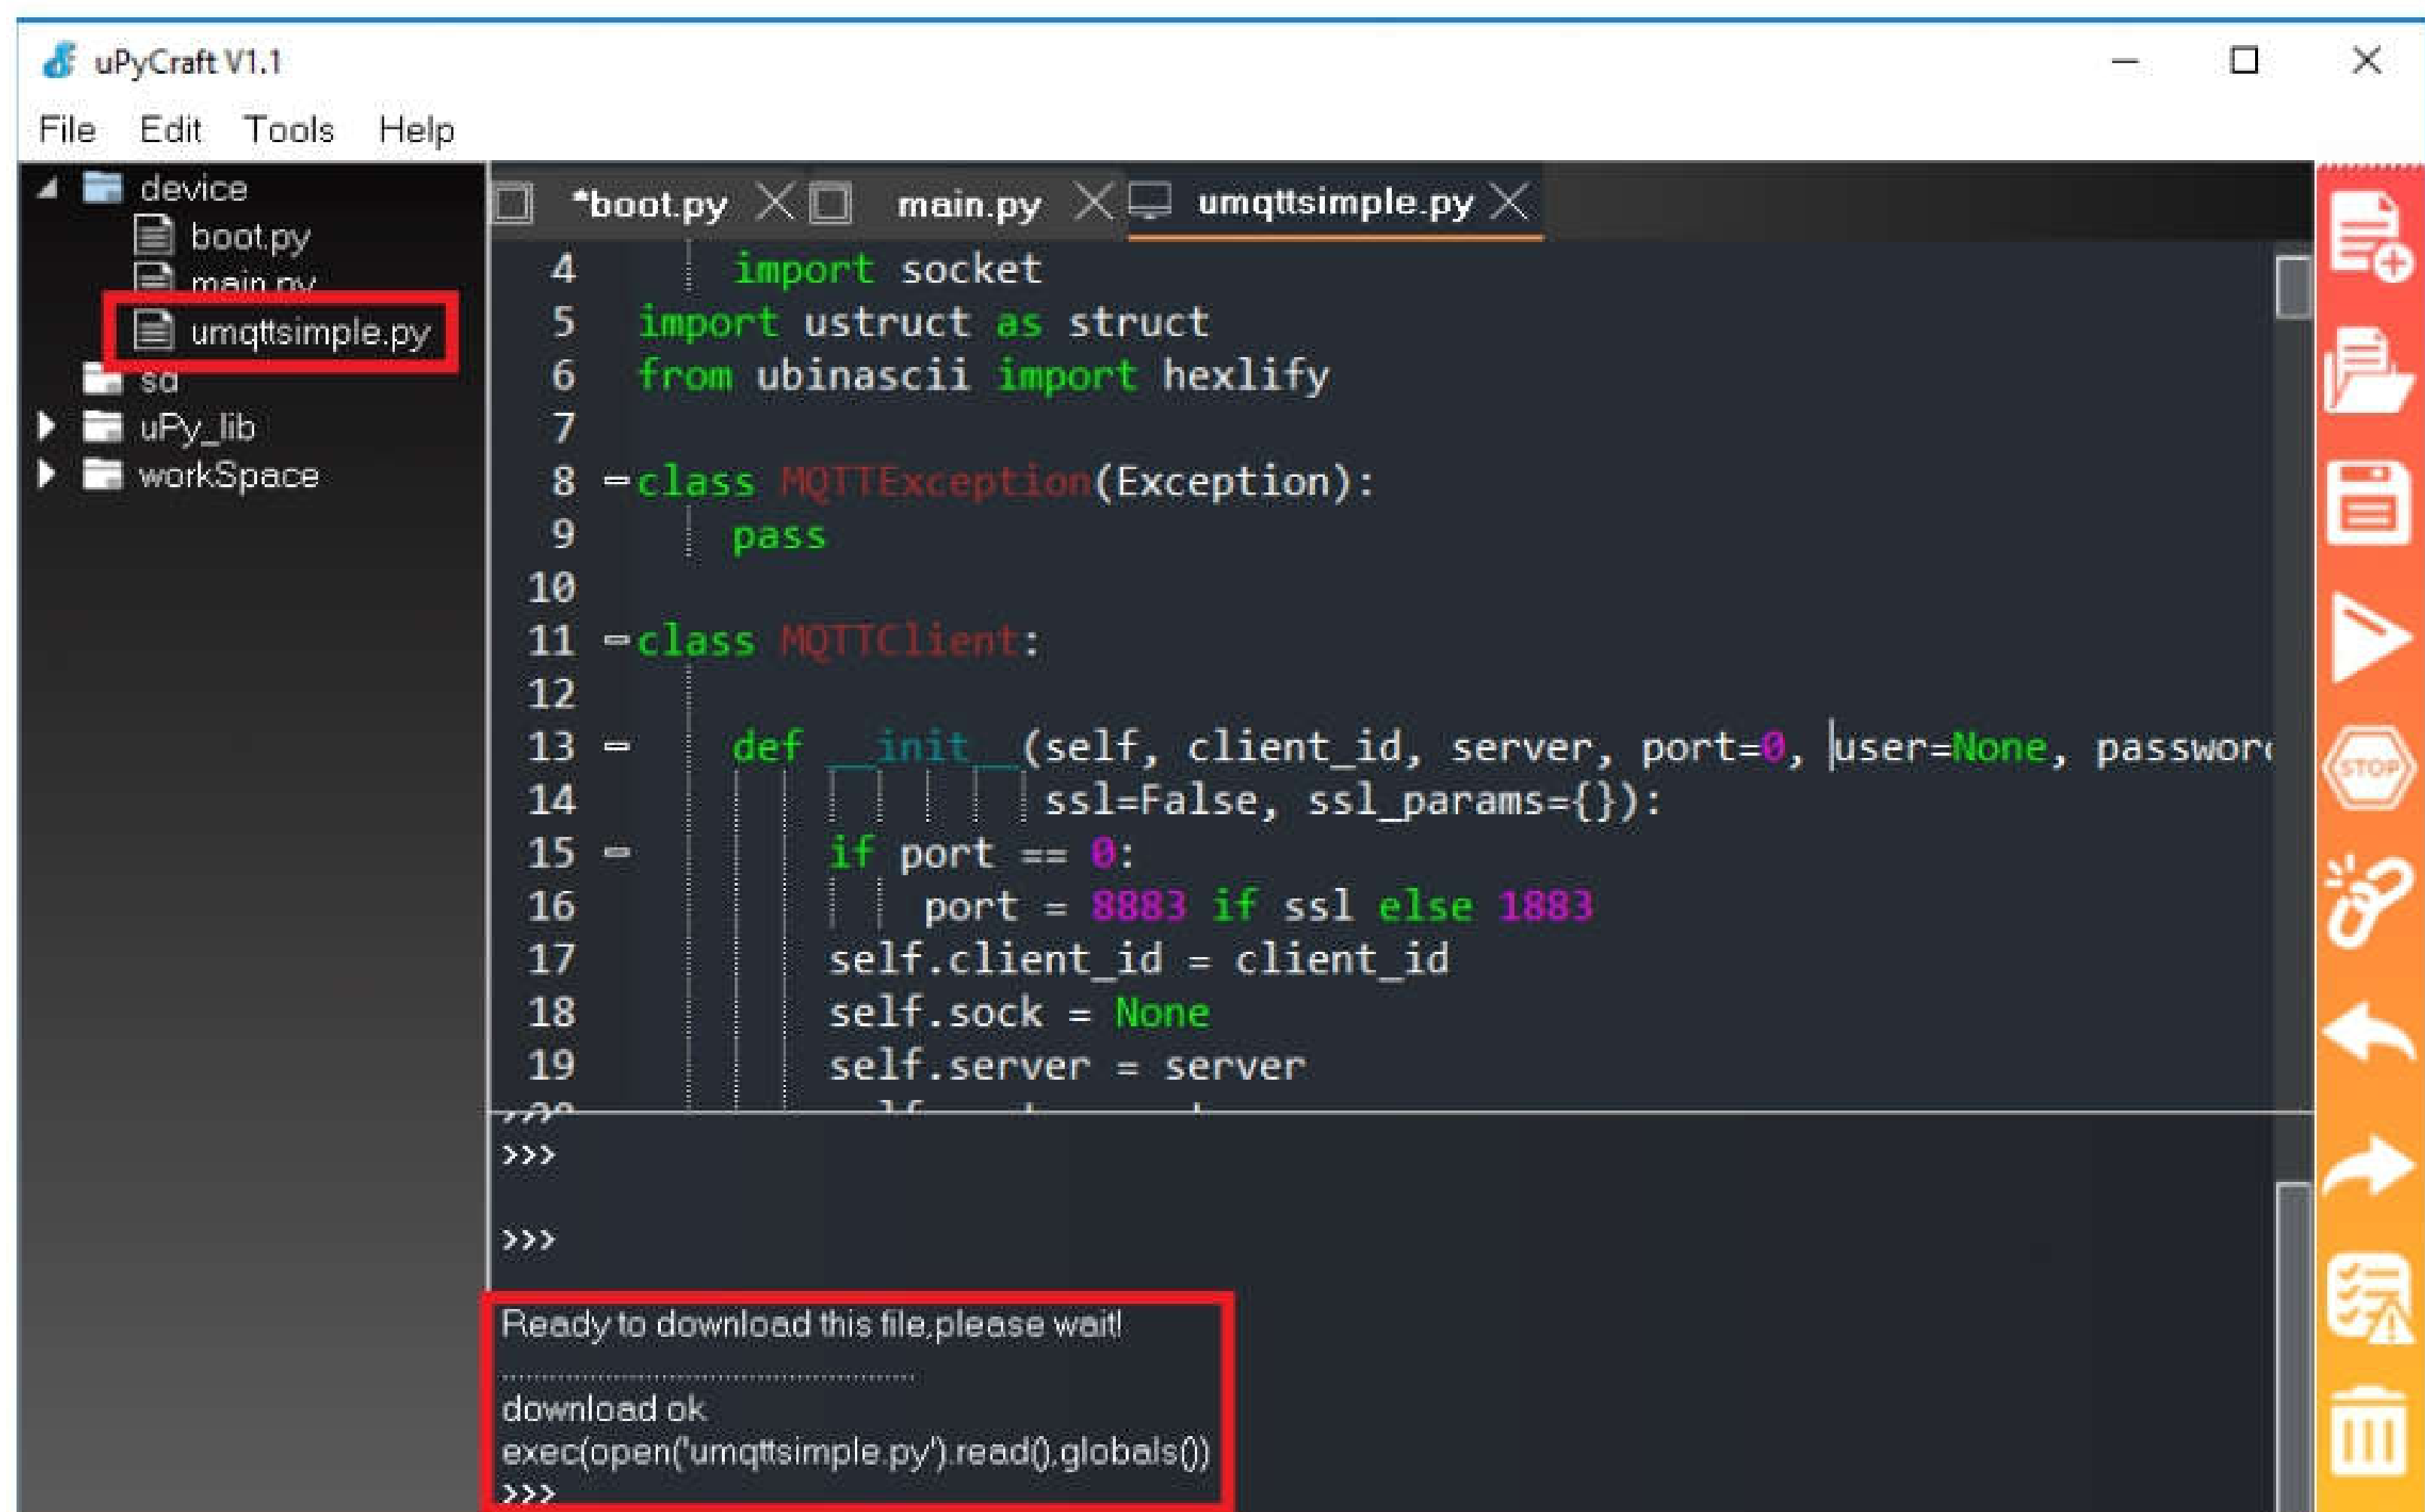 uPyCraft V1.1
File Edit Tools Help
device
boot.py
main.py
umqttsimple.py
sd
uPy_lib
workSpace
*boot.py main.py umqttsimple.py
4 import socket
5 import ustruct as struct
6 from ubinascii import hexlify
7
8 class MQTTException(Exception):
9 pass
10
11 class MQTTClient:
12
13 def __init__(self, client_id, server, port=0, user=None, passwor
14 ssl=False, ssl_params={}):
15 if port == 0:
16 port = 8883 if ssl else 1883
17 self.client_id = client_id
18 self.sock = None
19 self.server = server
>>>
>>>
Ready to download this file,please wait!
................................................
download ok
exec(open('umqttsimple.py').read(),globals())
>>>
STOP